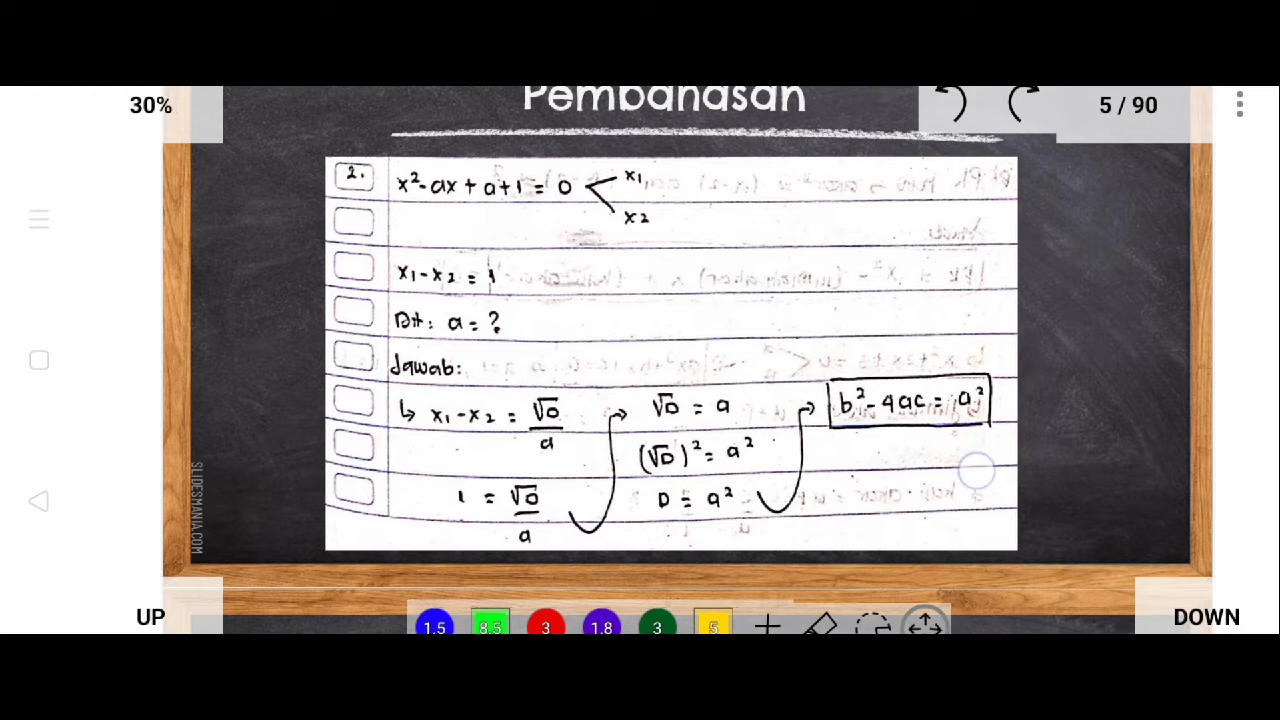 Pembahasan
30%
5 / 90
2.
x² - ax + a + 1 = 0 < x1
x2
x1 - x2 = 1
Dit : a = ?
Jawab:
↳ x1 - x2 = √D / a
1 = √D / a
√D = a
(√D)² = a²
D = a²
b² - 4ac = a²
SLIDESMANIA.COM
UP
DOWN
1.5
8.5
3
1.8
3
5